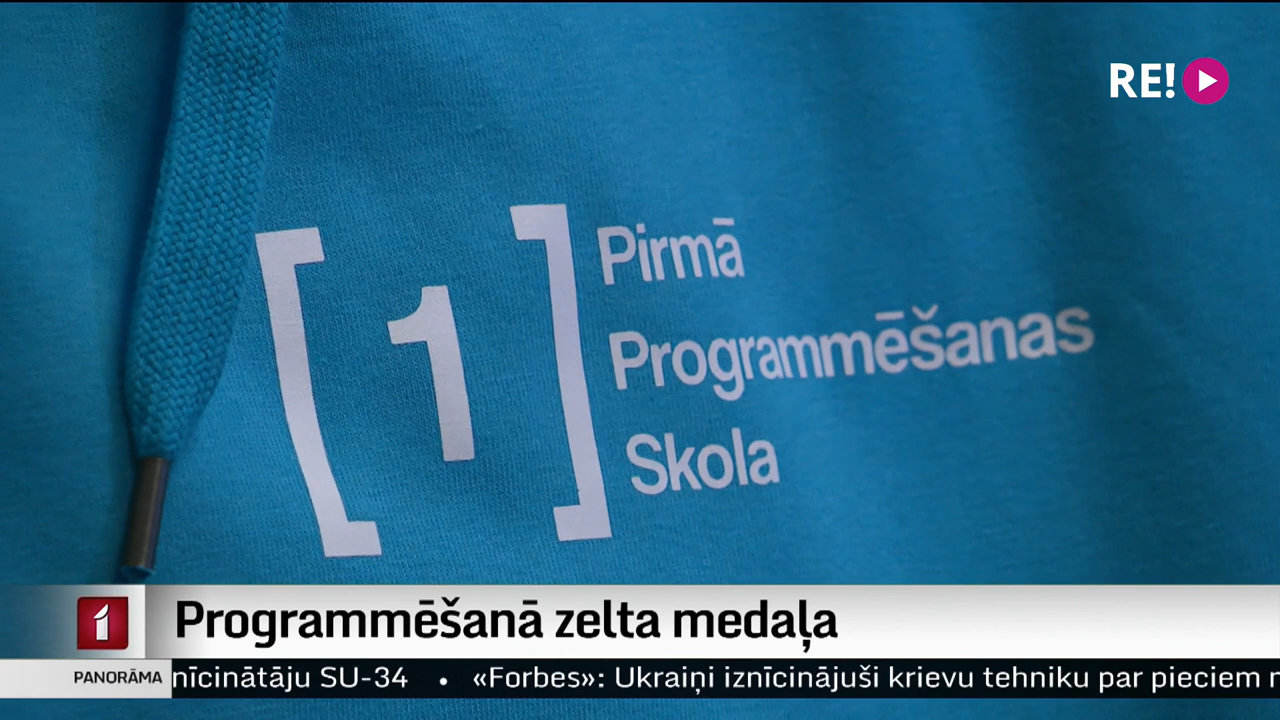 RE!
[1]
Pirmā
Programmēšanas
Skola
1
Programmēšanā zelta medaļa
PANORĀMA
nīcinātāju SU-34 • «Forbes»: Ukraiņi iznīcinājuši krievu tehniku par pieciem